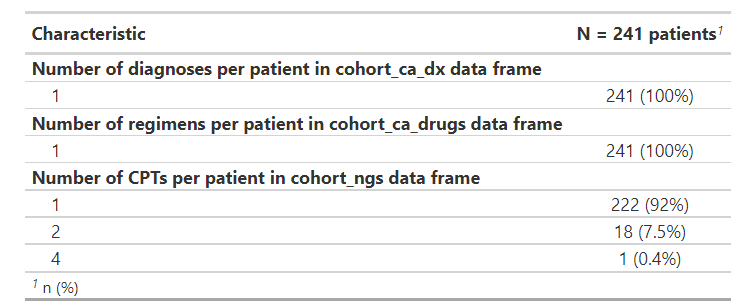 Characteristic N = 241 patients¹
Number of diagnoses per patient in cohort_ca_dx data frame
1 241 (100%)
Number of regimens per patient in cohort_ca_drugs data frame
1 241 (100%)
Number of CPTs per patient in cohort_ngs data frame
1 222 (92%)
2 18 (7.5%)
4 1 (0.4%)
¹ n (%)